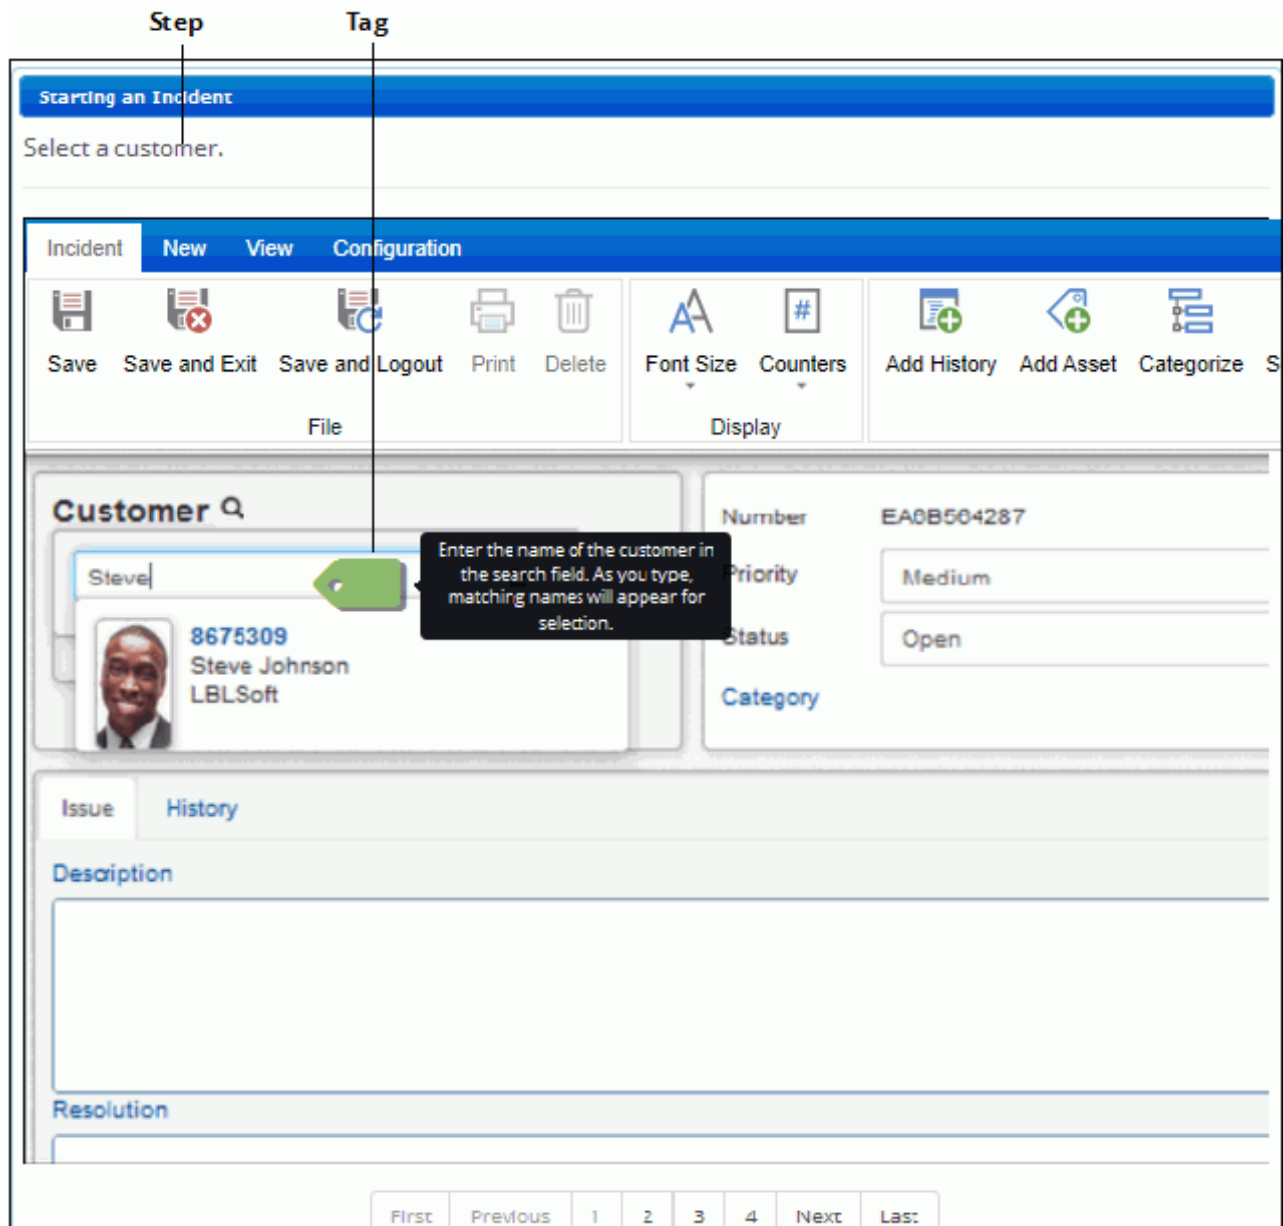 Step Tag
Starting an Incident
Select a customer.
Incident New View Configuration
Save Save and Exit Save and Logout Print Delete Font Size Counters Add History Add Asset Categorize S
File Display
Customer
Number
Steve
Enter the name of the customer in
the search field. As you type,
matching names will appear for
selection.
Priority Medium
8675309
Steve Johnson
LBLSoft
Status Open
Category
Issue History
Description
Resolution
First Previous 1 2 3 4 Next Last